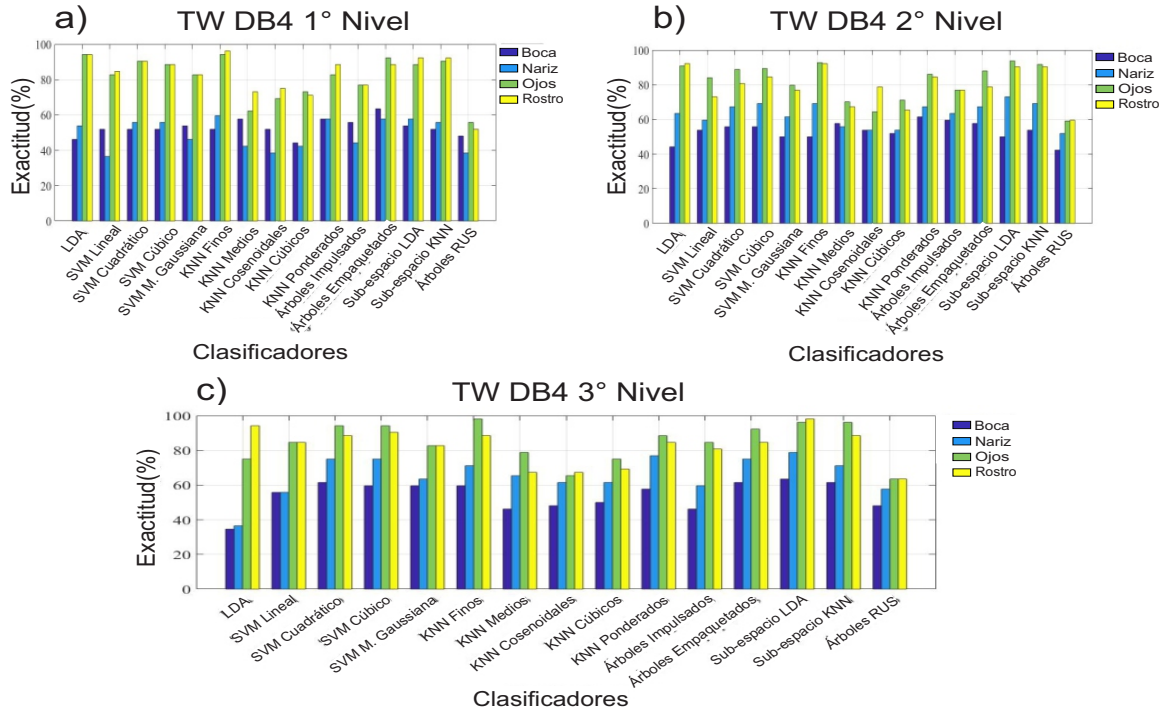 a)
TW DB4 1° Nivel
Exactitud(%)
100
80
60
40
20
0
Boca
Nariz
Ojos
Rostro
LDA
SVM Lineal
SVM Cuadrático
SVM Cúbico
SVM M. Gaussiana
KNN Finos
KNN Medios
KNN Cosenoidales
KNN Cúbicos
KNN Ponderados
Árboles Impulsados
Árboles Empaquetados
Sub-espacio LDA
Sub-espacio KNN
Árboles RUS
Clasificadores
b)
TW DB4 2° Nivel
Exactitud(%)
100
80
60
40
20
0
Boca
Nariz
Ojos
Rostro
LDA
SVM Lineal
SVM Cuadrático
SVM Cúbico
SVM M. Gaussiana
KNN Finos
KNN Medios
KNN Cosenoidales
KNN Cúbicos
KNN Ponderados
Árboles Impulsados
Árboles Empaquetados
Sub-espacio LDA
Sub-espacio KNN
Árboles RUS
Clasificadores
c)
TW DB4 3° Nivel
Exactitud(%)
100
80
60
40
20
0
Boca
Nariz
Ojos
Rostro
LDA
SVM Lineal
SVM Cuadrático
SVM Cúbico
SVM M. Gaussiana
KNN Finos
KNN Medios
KNN Cosenoidales
KNN Cúbicos
KNN Ponderados
Árboles Impulsados
Árboles Empaquetados
Sub-espacio LDA
Sub-espacio KNN
Árboles RUS
Clasificadores